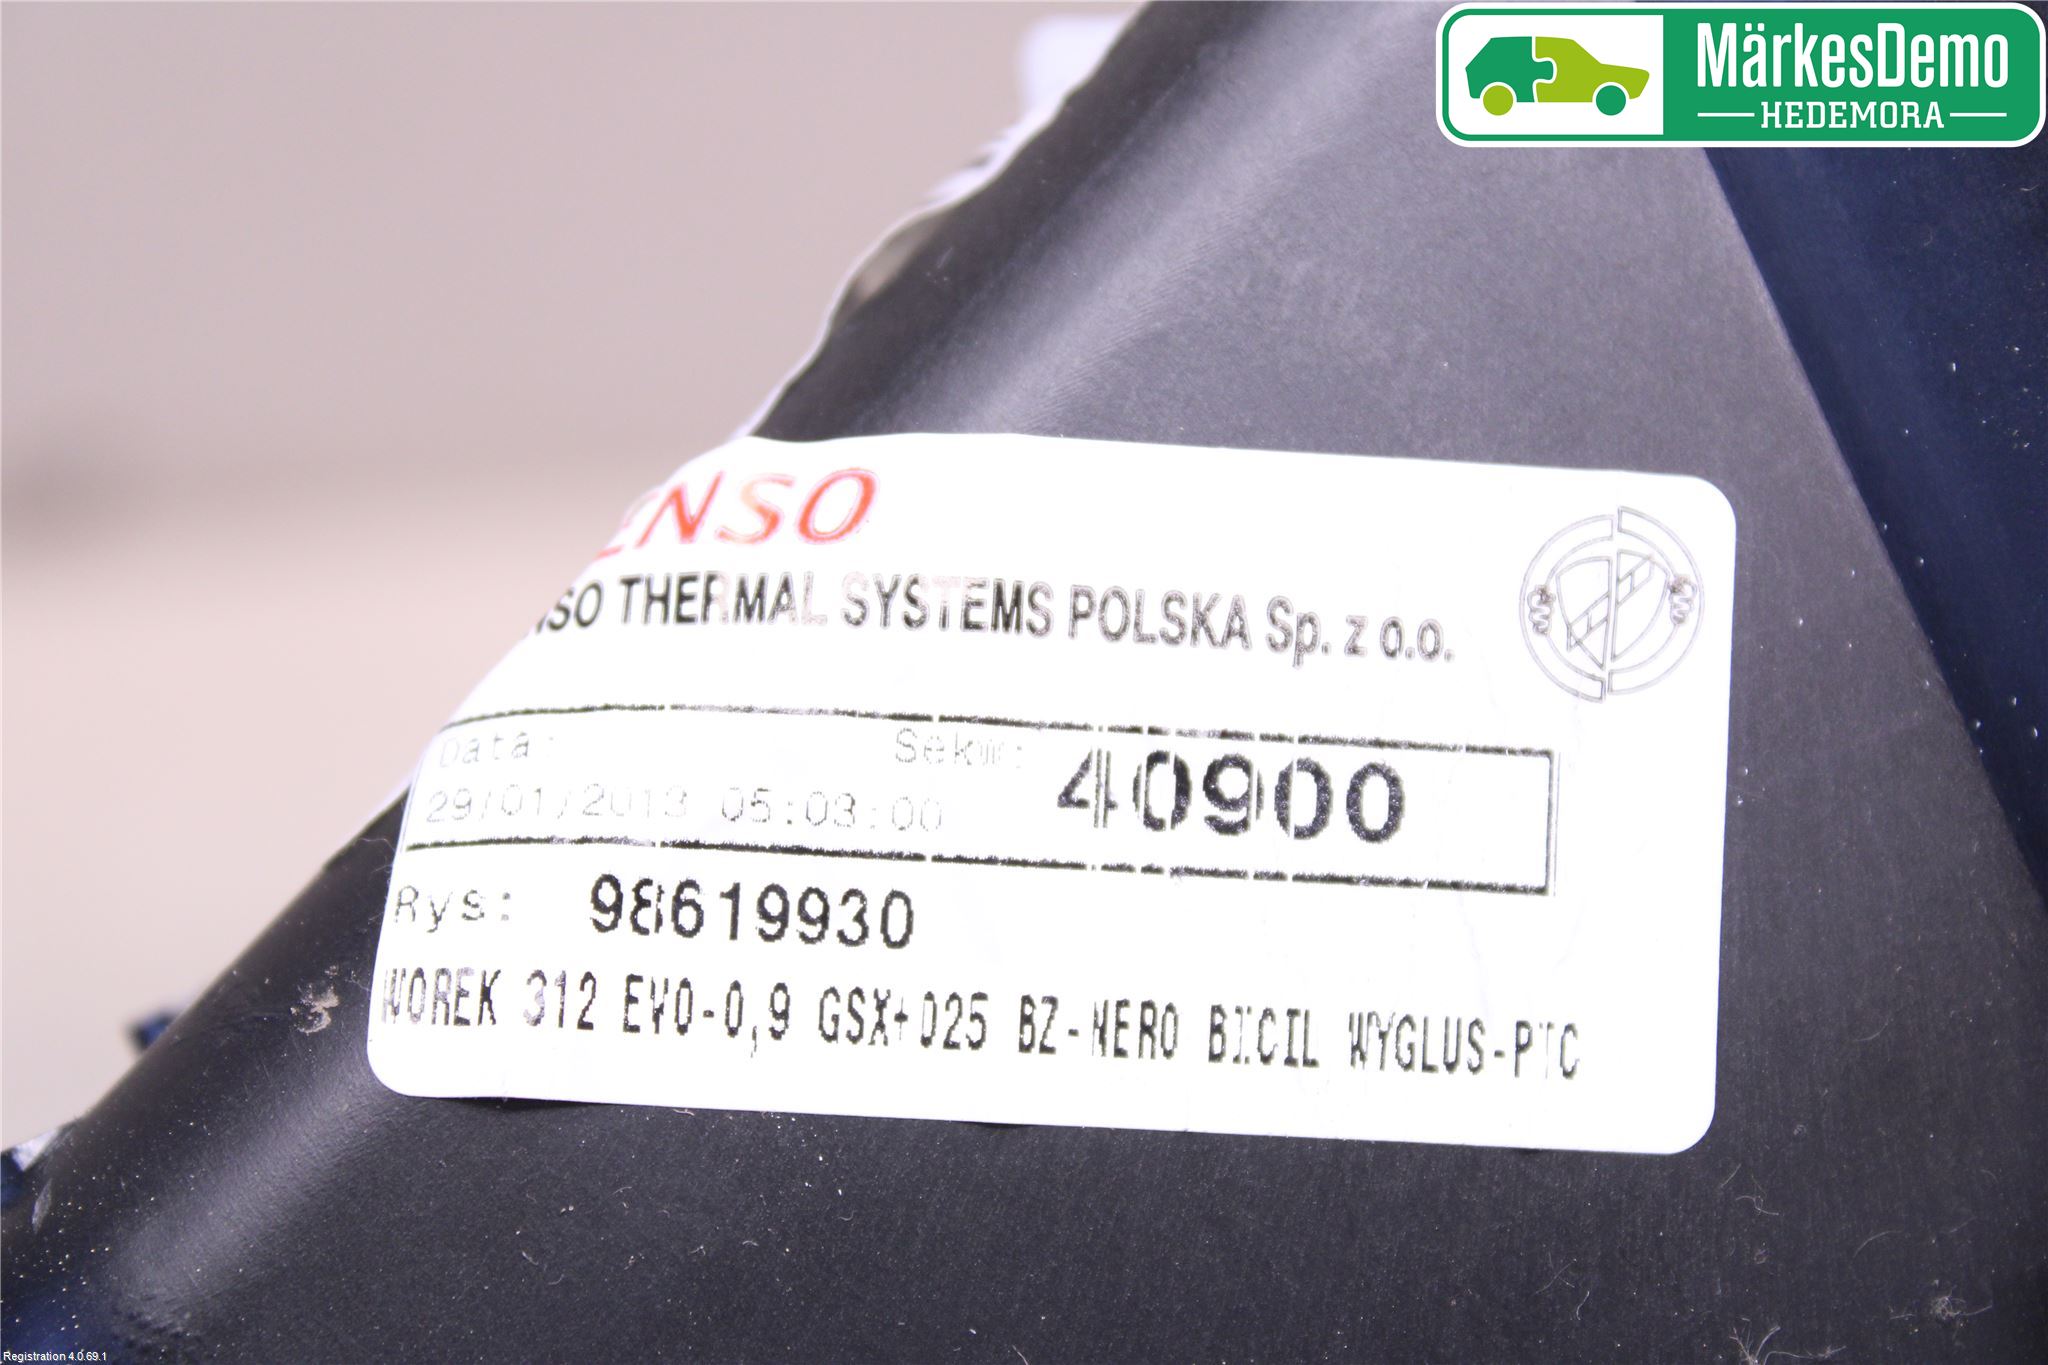 MärkesDemo
HEDEMORA
ENSO
NSO THERMAL SYSTEMS POLSKA Sp. z o.o.
Data: Sekw: 40900
29/01/2013 05:03:00
Rys: 98619930
WOREK 312 EVO-0,9 GSX+D25 BZ-NERO BICIL WYGLUS-PTC
Registration 4.0.69.1